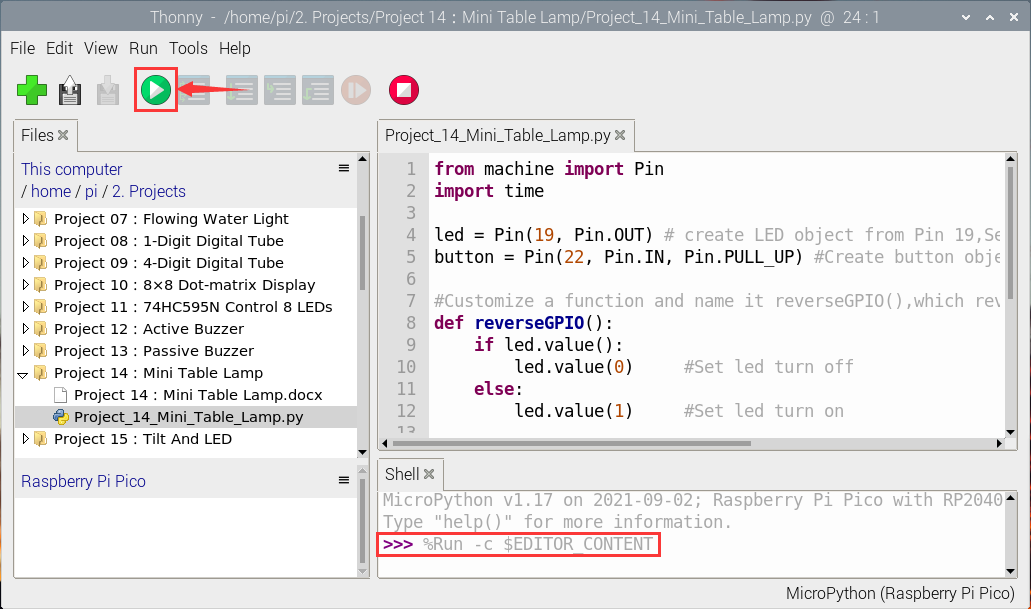 Thonny - /home/pi/2. Projects/Project 14 : Mini Table Lamp/Project_14_Mini_Table_Lamp.py @ 24 : 1
File Edit View Run Tools Help
Files
This computer
/ home / pi / 2. Projects
Project 07 : Flowing Water Light
Project 08 : 1-Digit Digital Tube
Project 09 : 4-Digit Digital Tube
Project 10 : 8×8 Dot-matrix Display
Project 11 : 74HC595N Control 8 LEDs
Project 12 : Active Buzzer
Project 13 : Passive Buzzer
Project 14 : Mini Table Lamp
Project 14 : Mini Table Lamp.docx
Project_14_Mini_Table_Lamp.py
Project 15 : Tilt And LED
Raspberry Pi Pico
Project_14_Mini_Table_Lamp.py
1 from machine import Pin
2 import time
3
4 led = Pin(19, Pin.OUT) # create LED object from Pin 19,Se
5 button = Pin(22, Pin.IN, Pin.PULL_UP) #Create button obje
6
7 #Customize a function and name it reverseGPIO(),which rev
8 def reverseGPIO():
9 if led.value():
10 led.value(0) #Set led turn off
11 else:
12 led.value(1) #Set led turn on
13
Shell
MicroPython v1.17 on 2021-09-02; Raspberry Pi Pico with RP2040
Type "help()" for more information.
>>> %Run -c $EDITOR_CONTENT
MicroPython (Raspberry Pi Pico)